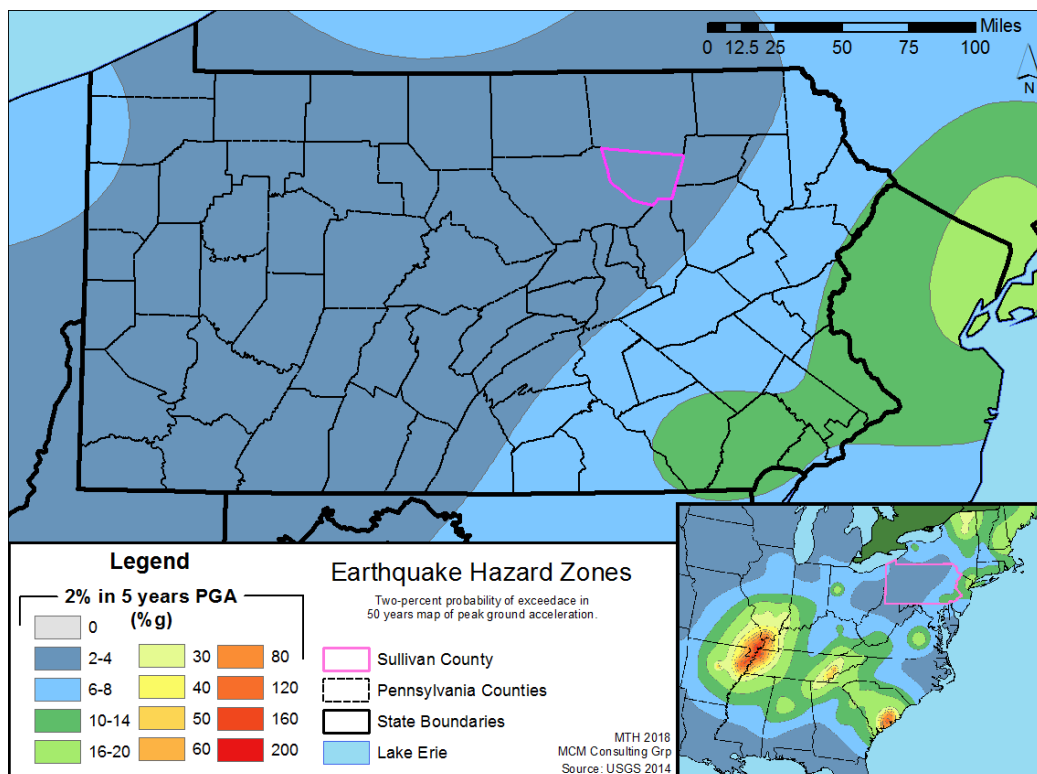 Miles
0 12.5 25 50 75 100
N
Legend
2% in 5 years PGA
(%g)
0
2-4
6-8
10-14
16-20
30
40
50
60
80
120
160
200
Earthquake Hazard Zones
Two-percent probability of exceedance in
50 years map of peak ground acceleration.
Sullivan County
Pennsylvania Counties
State Boundaries
Lake Erie
MTH 2018
MCM Consulting Grp
Source: USGS 2014